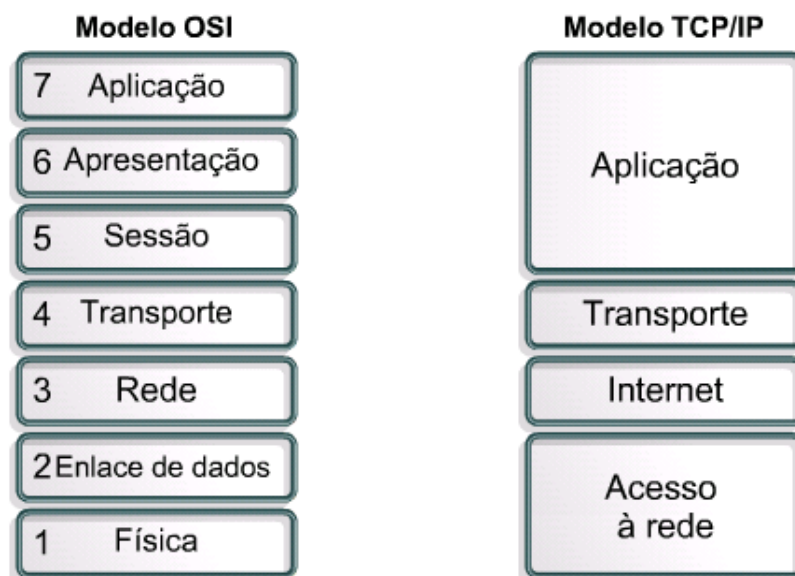 Modelo OSI
7 Aplicação
6 Apresentação
5 Sessão
4 Transporte
3 Rede
2 Enlace de dados
1 Física
Modelo TCP/IP
Aplicação
Transporte
Internet
Acesso
à rede